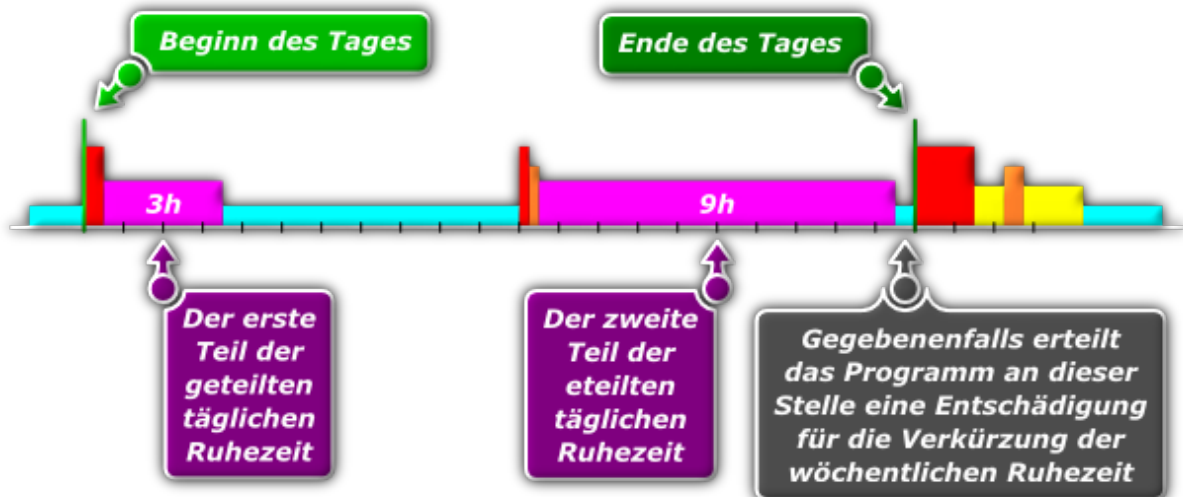 Beginn des Tages
Ende des Tages
3h
9h
Der erste
Teil der
geteilten
täglichen
Ruhezeit
Der zweite
Teil der
eteilten
täglichen
Ruhezeit
Gegebenenfalls erteilt
das Programm an dieser
Stelle eine Entschädigung
für die Verkürzung der
wöchentlichen Ruhezeit